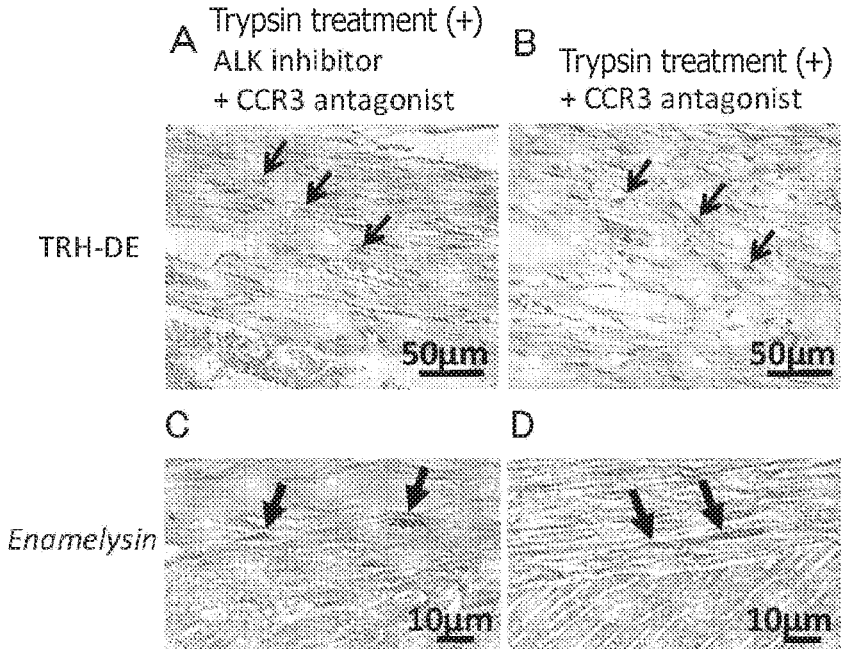 A
Trypsin treatment (+)
ALK inhibitor
+ CCR3 antagonist
B
Trypsin treatment (+)
+ CCR3 antagonist
TRH-DE
50μm
50μm
C
D
Enamelysin
10μm
10μm